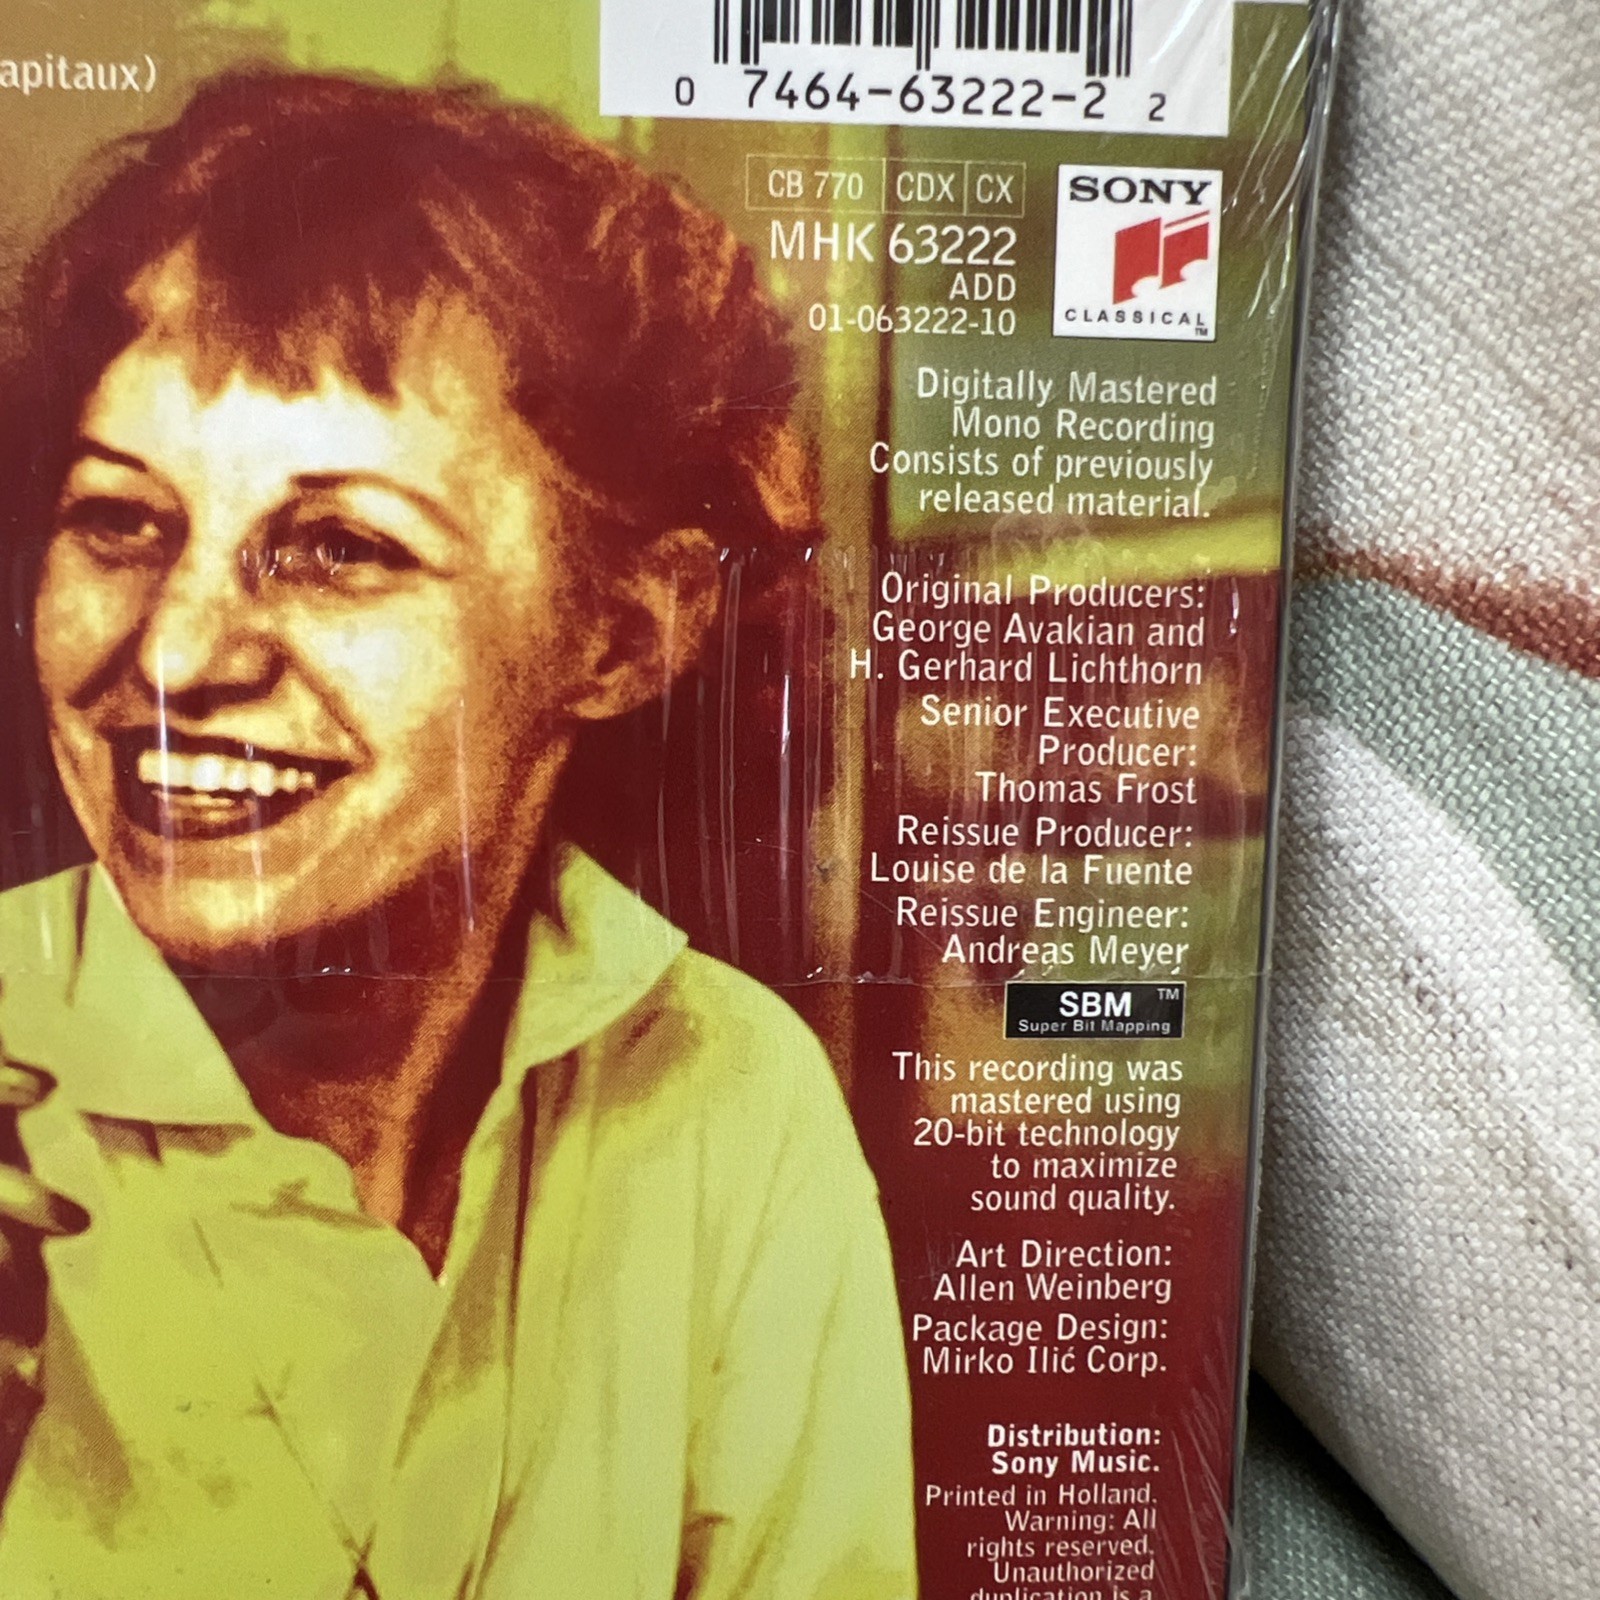 apitaux)
0 7464-63222-2 2
CB 770 CDX CX
MHK 63222
ADD
01-063222-10
SONY
CLASSICAL
TM
Digitally Mastered
Mono Recording
Consists of previously
released material.
Original Producers:
George Avakian and
H. Gerhard Lichthorn
Senior Executive
Producer:
Thomas Frost
Reissue Producer:
Louise de la Fuente
Reissue Engineer:
Andreas Meyer
SBM TM
Super Bit Mapping
This recording was
mastered using
20-bit technology
to maximize
sound quality.
Art Direction:
Allen Weinberg
Package Design:
Mirko Ilić Corp.
Distribution:
Sony Music.
Printed in Holland.
Warning: All
rights reserved.
Unauthorized
duplication is a